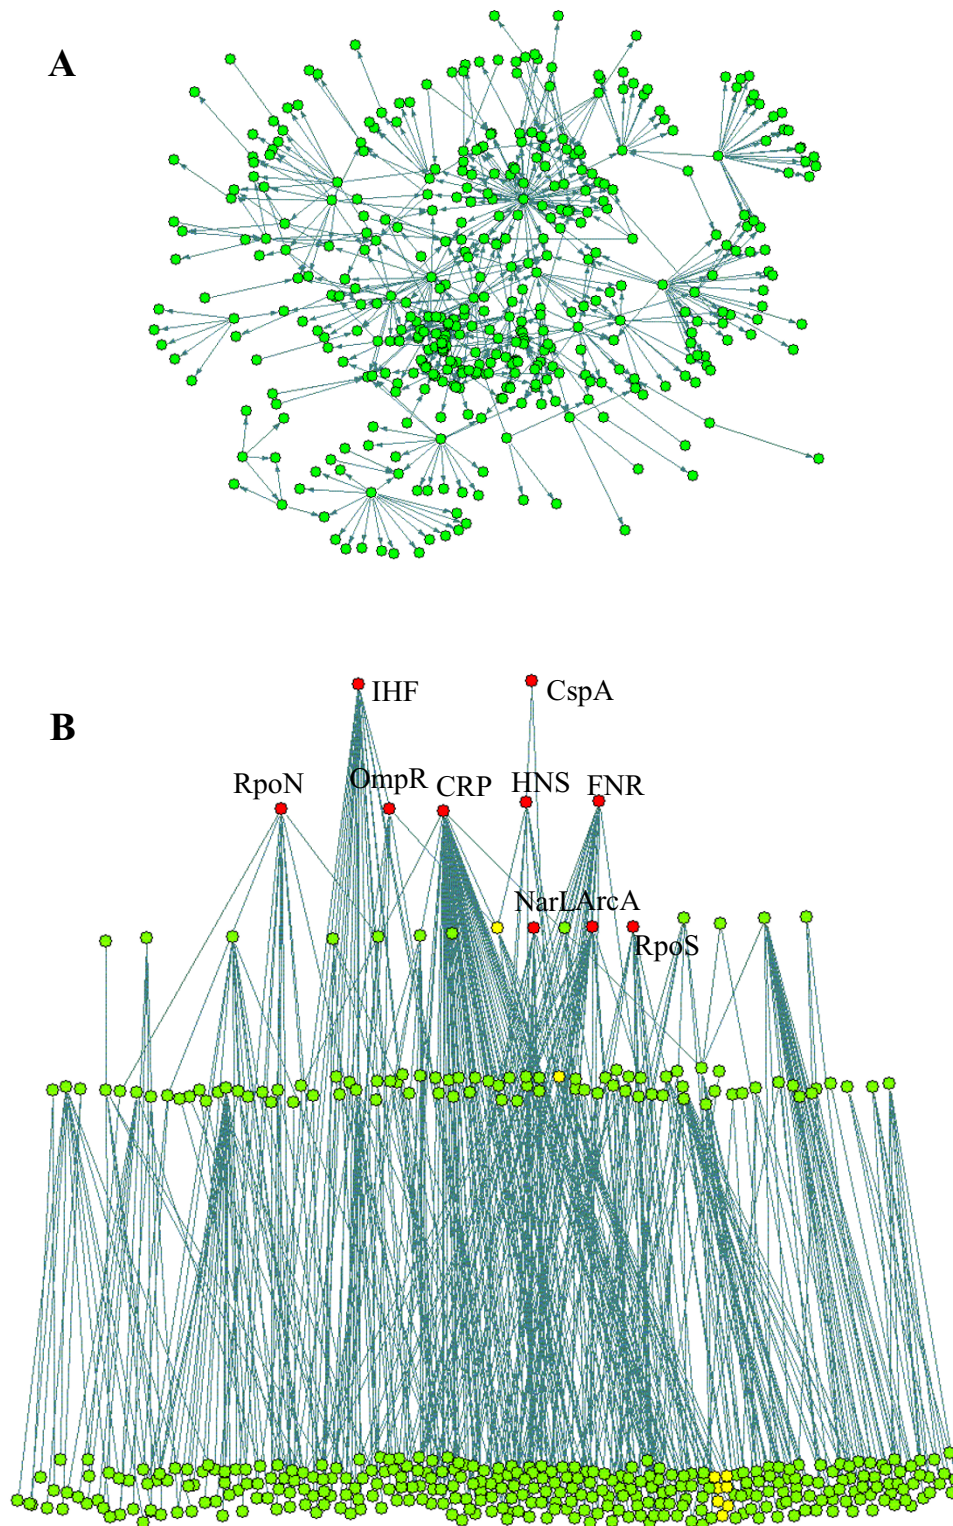 A
B
IHF
CspA
RpoN
OmpR
CRP
HNS
FNR
NarL
ArcA
RpoS